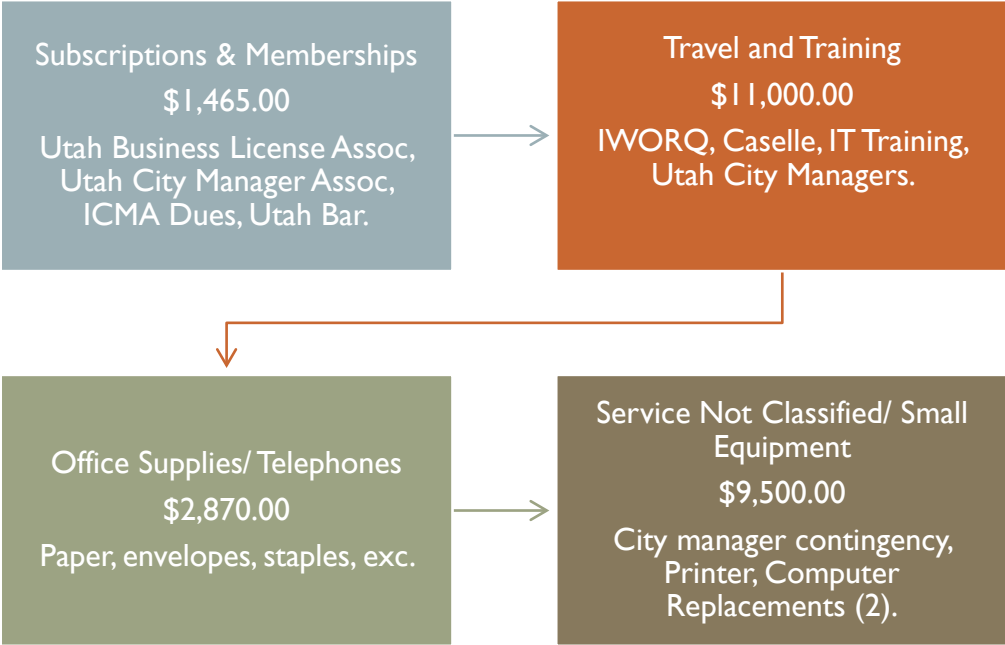 Subscriptions & Memberships
$1,465.00
Utah Business License Assoc,
Utah City Manager Assoc,
ICMA Dues, Utah Bar.
Travel and Training
$11,000.00
IWORQ, Caselle, IT Training,
Utah City Managers.
Office Supplies/ Telephones
$2,870.00
Paper, envelopes, staples, exc.
Service Not Classified/ Small
Equipment
$9,500.00
City manager contingency,
Printer, Computer
Replacements (2).